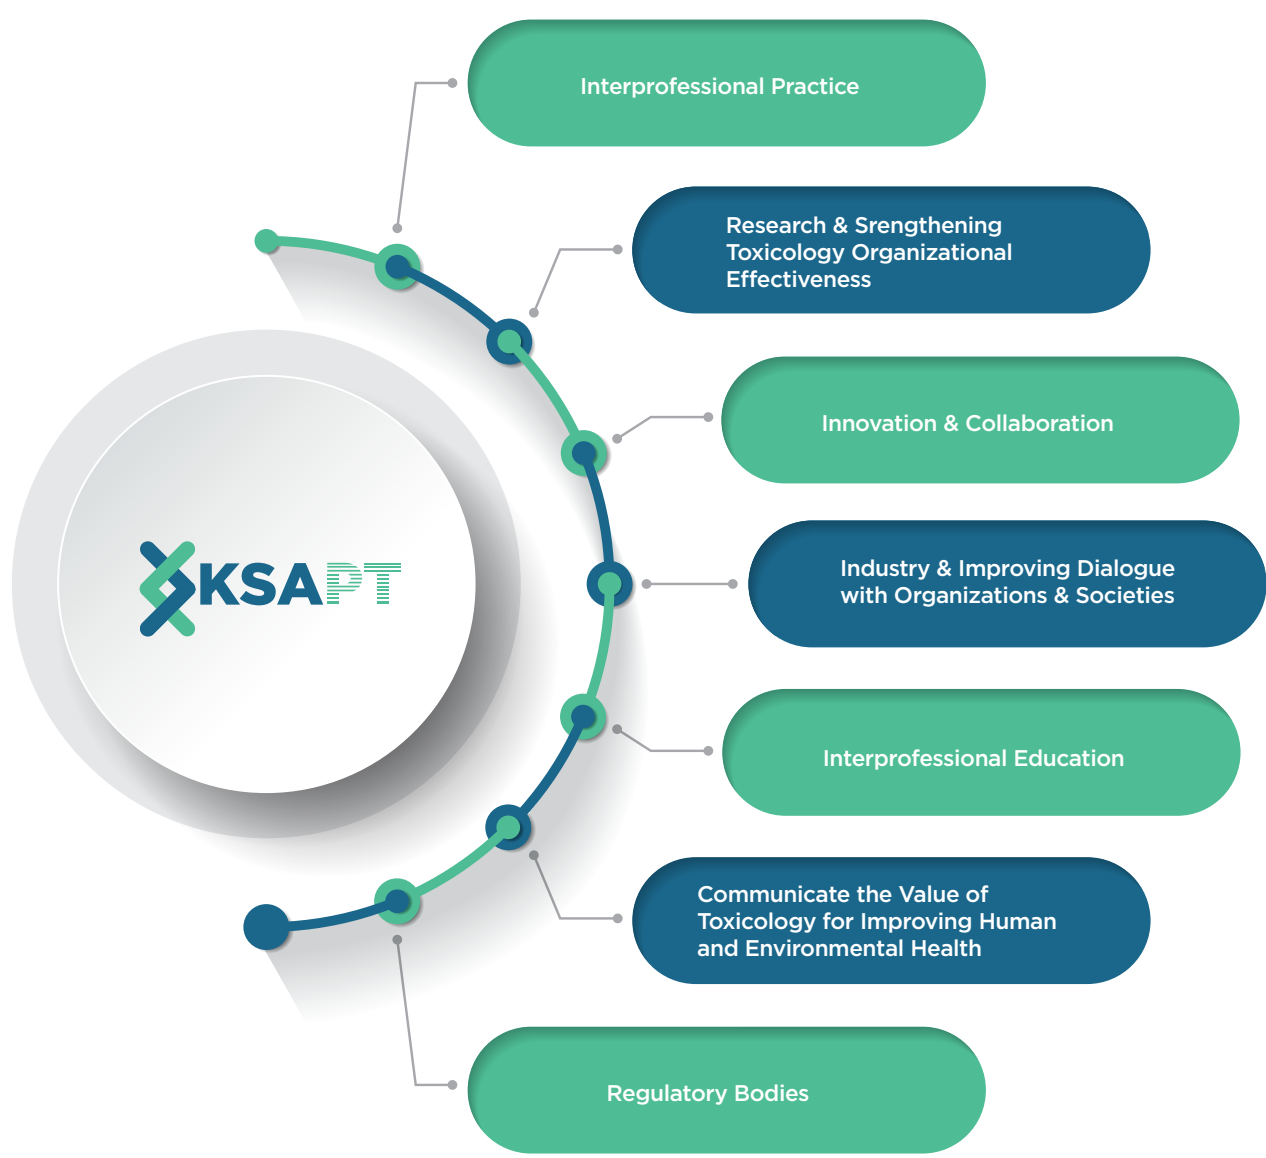 Interprofessional Practice
Research & Srengthening
Toxicology Organizational
Effectiveness
Innovation & Collaboration
KSAPT
Industry & Improving Dialogue
with Organizations & Societies
Interprofessional Education
Communicate the Value of
Toxicology for Improving Human
and Environmental Health
Regulatory Bodies